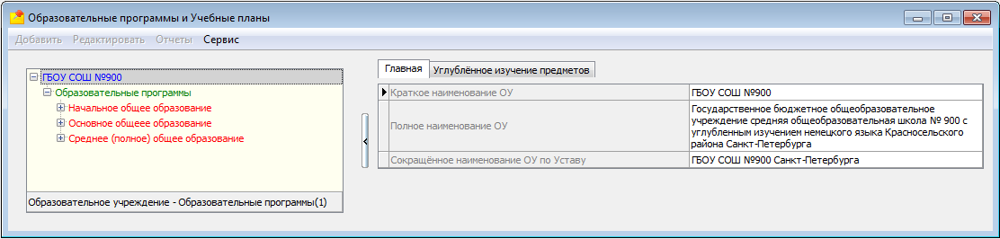 Образовательные программы и Учебные планы
Добавить Редактировать Отчеты Сервис
ГБОУ СОШ №900
Образовательные программы
Начальное общее образование
Основное общеее образование
Среднее (полное) общее образование
Образовательное учреждение - Образовательные программы(1)
Главная Углублённое изучение предметов
Краткое наименование ОУ ГБОУ СОШ №900
Полное наименование ОУ
Государственное бюджетное общеобразовательное
учреждение средняя общеобразовательная школа № 900 с
углубленным изучением немецкого языка Красносельского
района Санкт-Петербурга
Сокращённое наименование ОУ по Уставу ГБОУ СОШ №900 Санкт-Петербурга